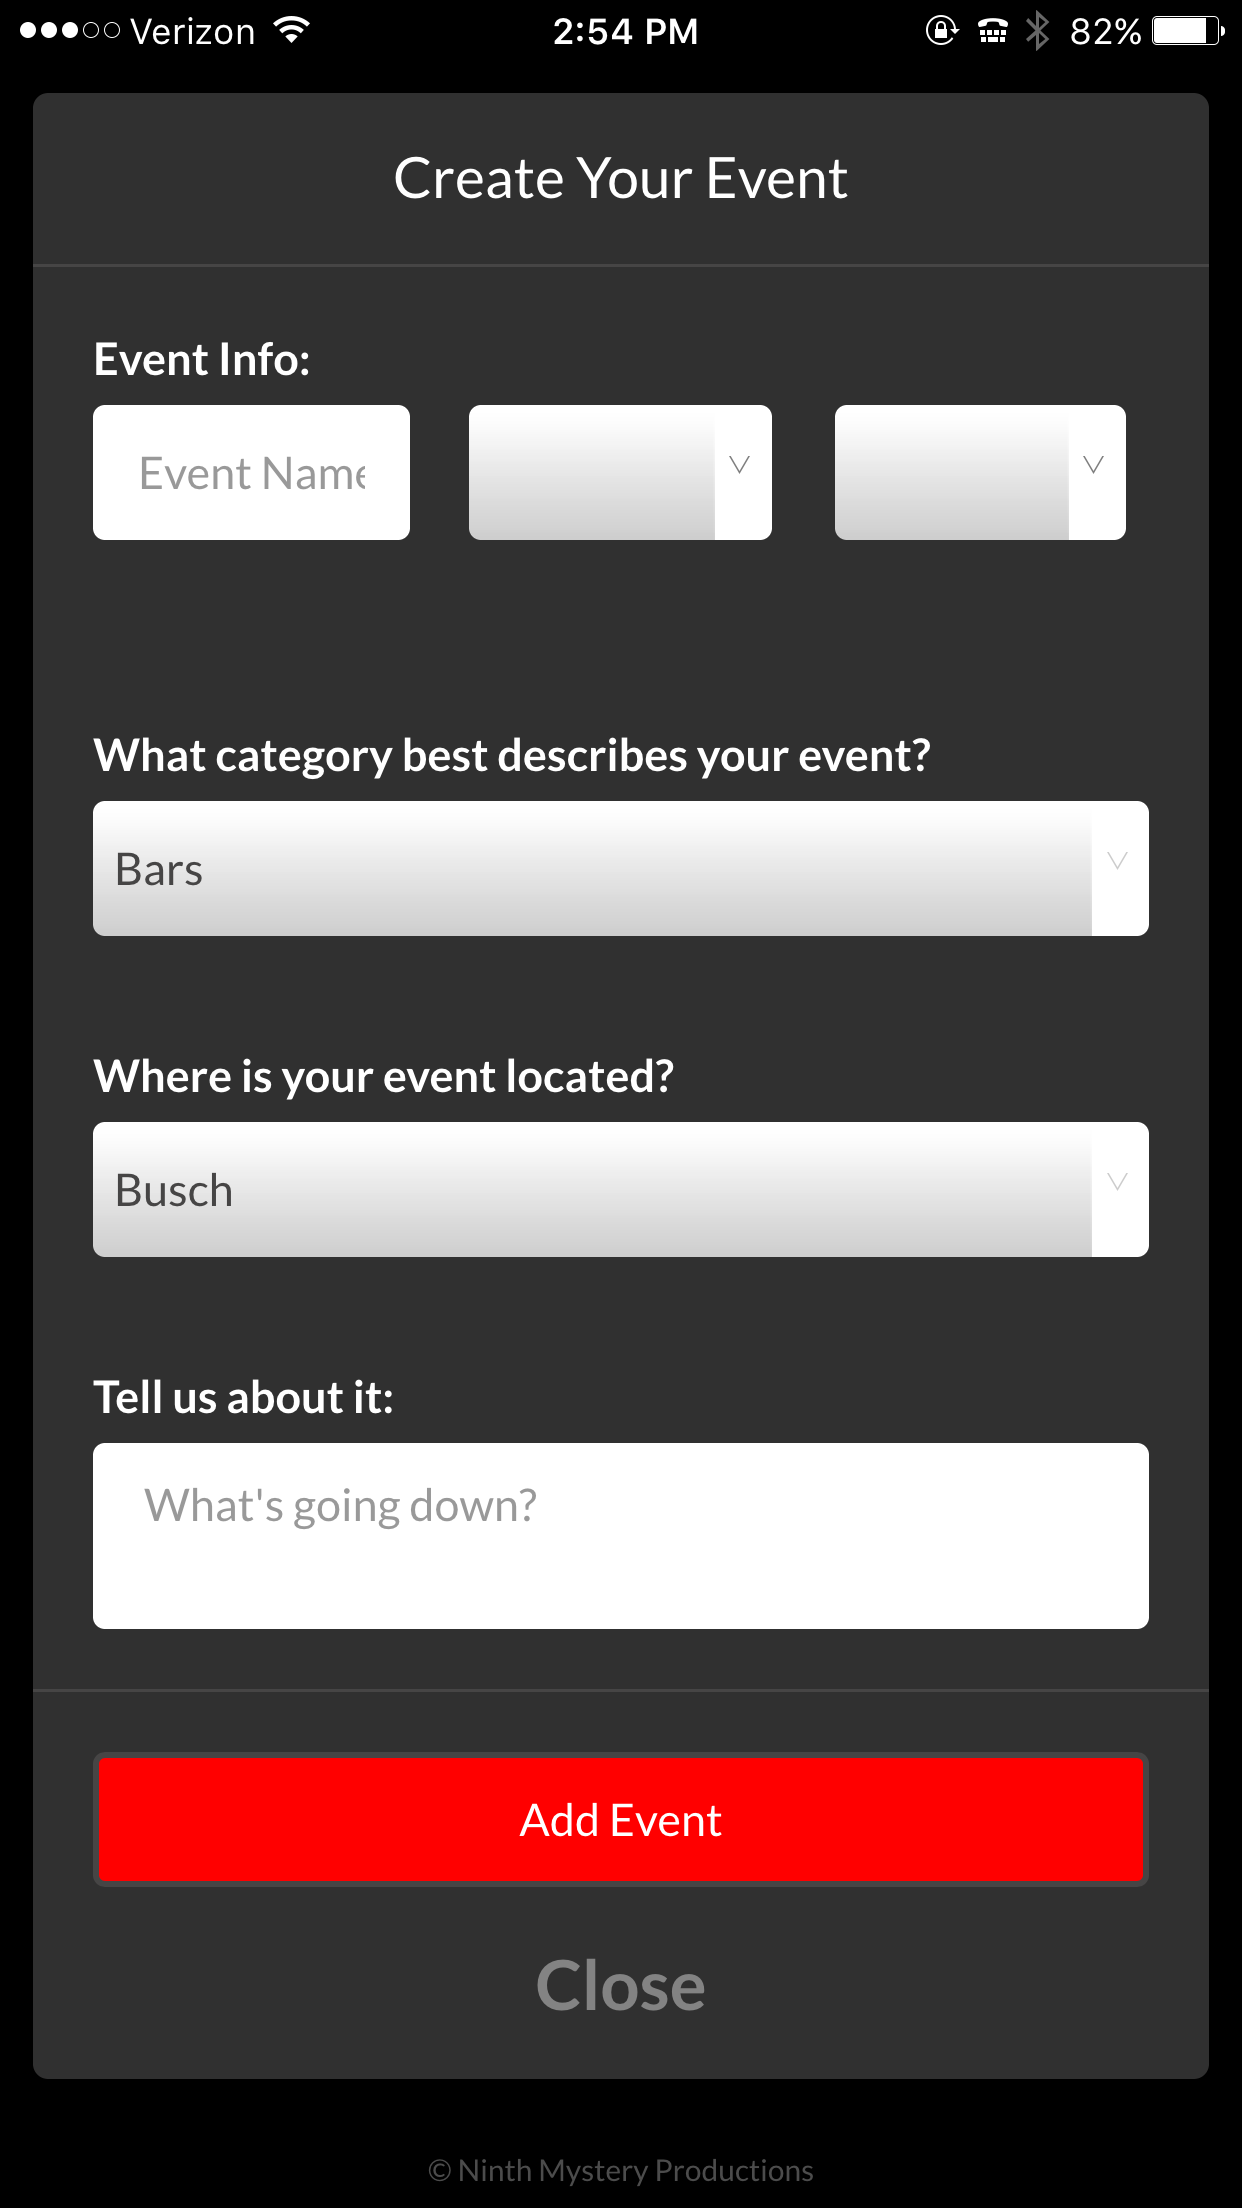 Verizon 2:54 PM 82%
Create Your Event
Event Info:
Event Name
What category best describes your event?
Bars
Where is your event located?
Busch
Tell us about it:
What's going down?
Add Event
Close
© Ninth Mystery Productions